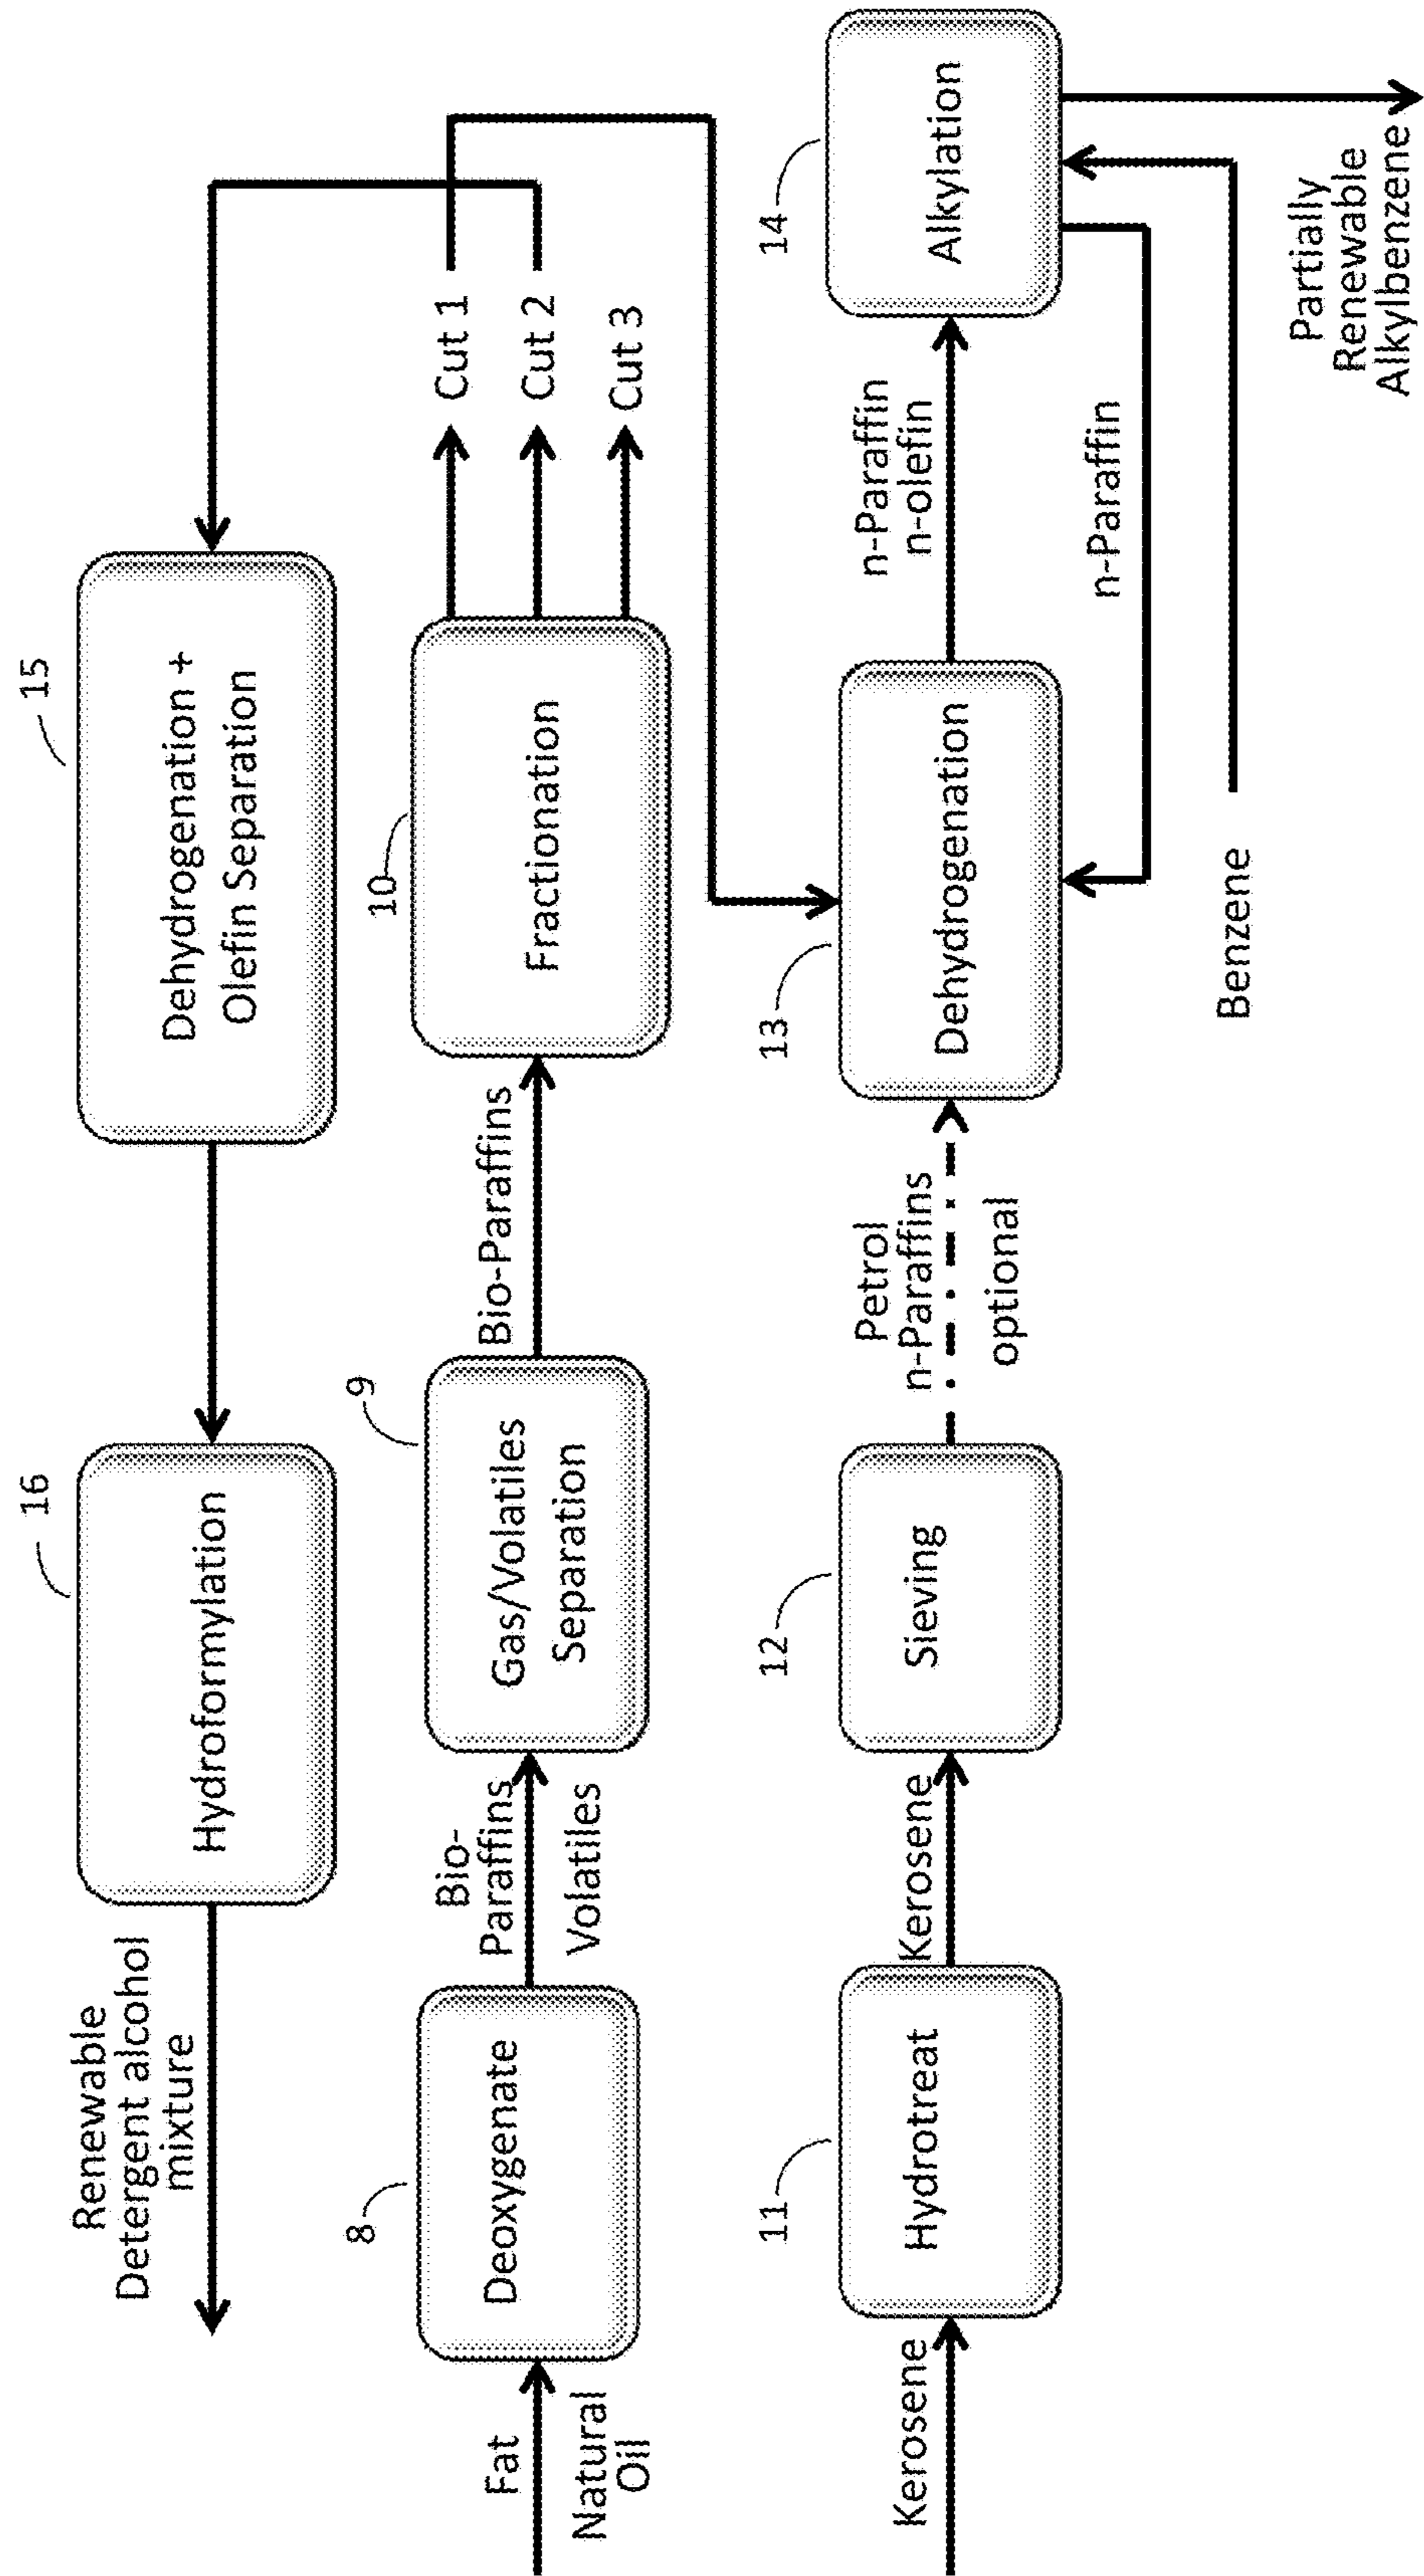 16
15
Hydroformylation
Dehydrogenation +
Olefin Separation
Renewable
Detergent alcohol
mixture
8
9
10
Fat
Natural
Oil
Deoxygenate
Bio-
Paraffins
Volatiles
Gas/Volatiles
Separation
Bio-Paraffins
Fractionation
Cut 1
Cut 2
Cut 3
11
12
13
14
Kerosene
Hydrotreat
Kerosene
Sieving
Petrol
n-Paraffins
optional
Dehydrogenation
n-Paraffin
n-olefin
Alkylation
n-Paraffin
Benzene
Partially
Renewable
Alkylbenzene